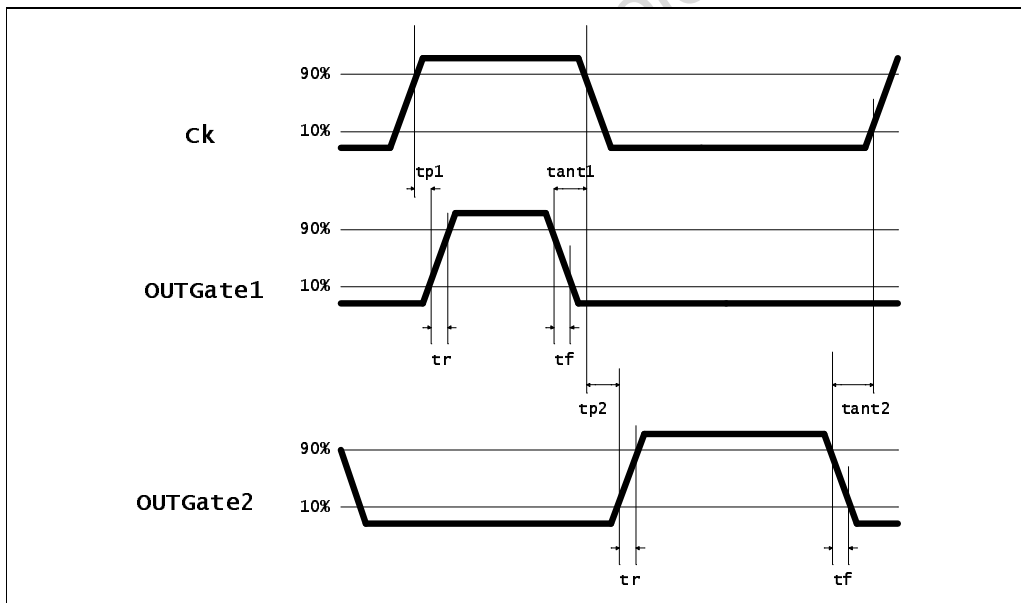 90%
10%
Ck
tp1 tant1
90%
10%
OUTGate1
tr tf
tp2 tant2
90%
10%
OUTGate2
tr tf